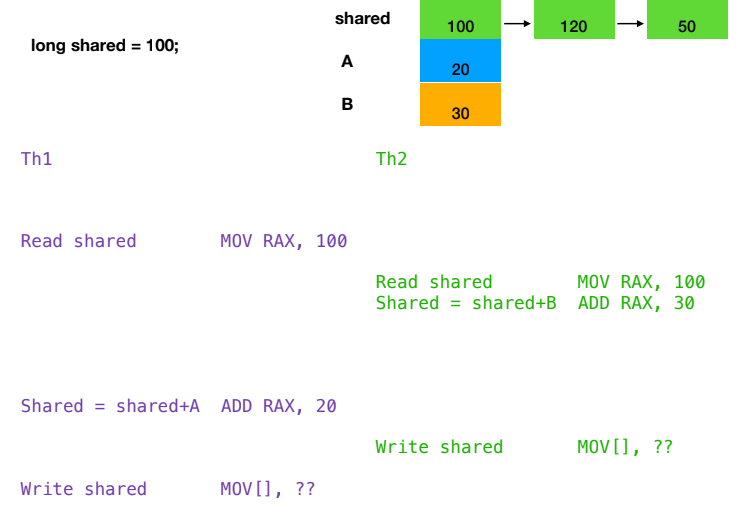 shared
100 120 50
long shared = 100;
A
20
B
30
Th1 Th2
Read shared MOV RAX, 100
Read shared MOV RAX, 100
Shared = shared+B ADD RAX, 30
Shared = shared+A ADD RAX, 20
Write shared MOV[], ??
Write shared MOV[], ??